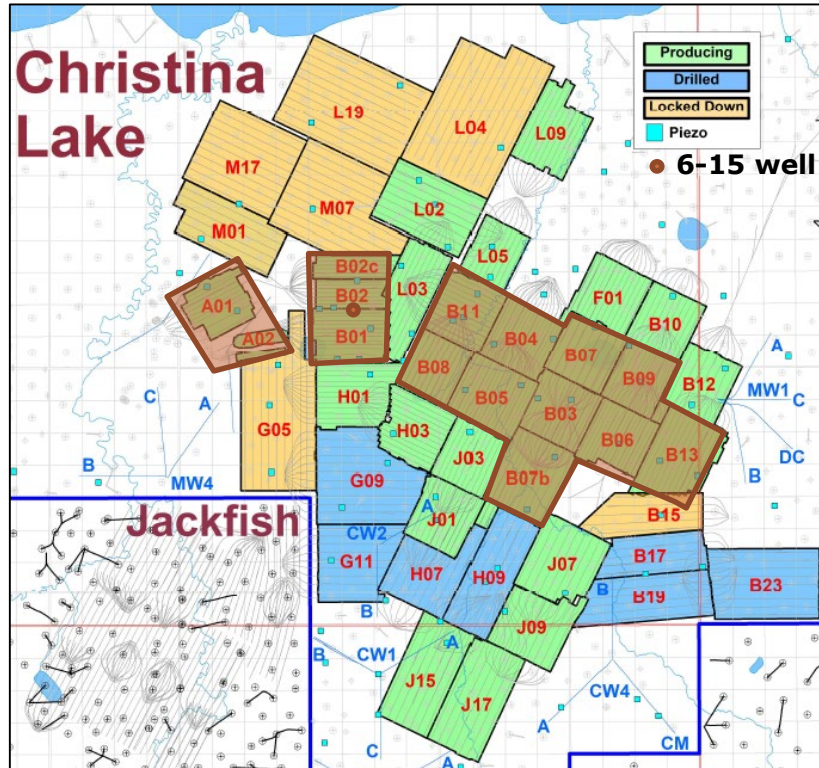 Christina
Lake
Producing
Drilled
Locked Down
Piezo
6-15 well
L19
L04
L09
M17
M07
L02
M01
L05
B02c
L03
A01
B02
B11
F01
B10
B01
B04
B07
A02
B08
B09
A
B12
H01
B05
MW1
C
C
A
B03
G05
H03
J03
B06
B13
DC
B
B
MW4
G09
B07b
A
B15
Jackfish
J01
CW2
B17
G11
H07
H09
J07
B
B19
B23
B
J09
A
B
CW1
J15
J17
CW4
A
CM
C
A